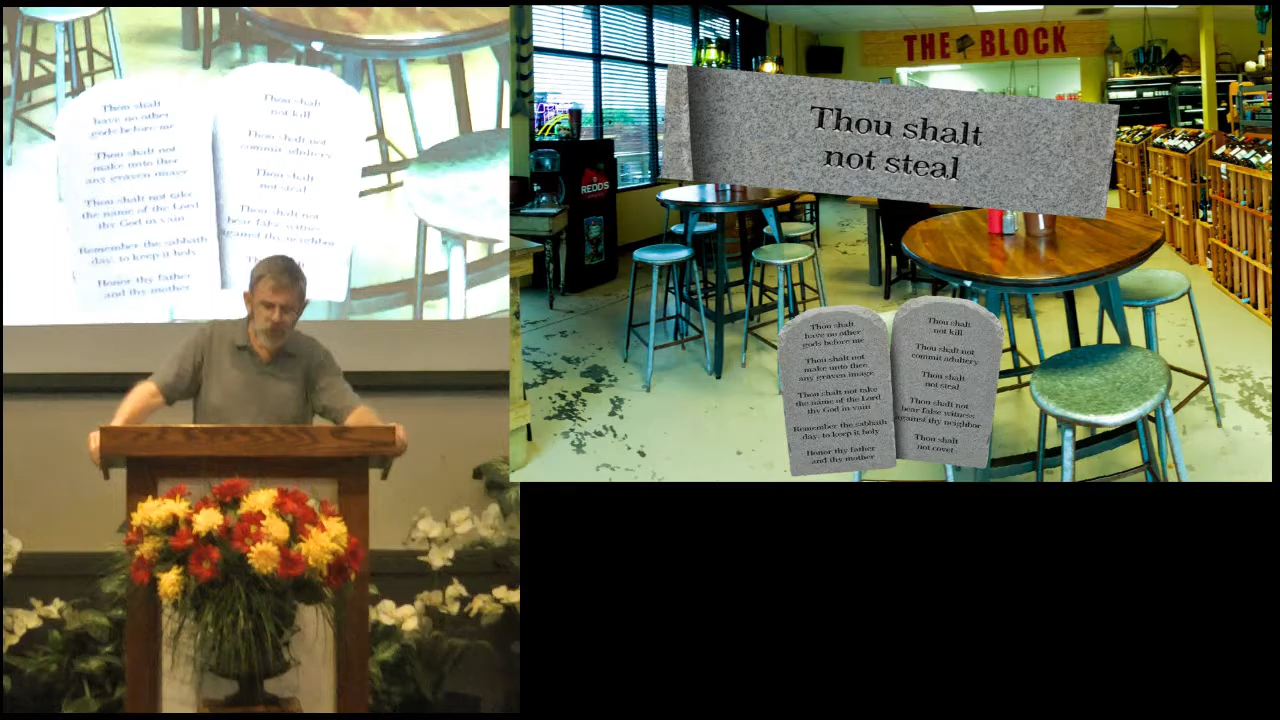 Thou shalt
have no other
gods before me
Thou shalt not
make unto thee
any graven image
Thou shalt not take
the name of the Lord
thy God in vain
Remember the sabbath
day, to keep it holy
Honor thy father
and thy mother
Thou shalt
not kill
Thou shalt not
commit adultery
Thou shalt
not steal
Thou shalt not
bear false witness
against thy neighbor
THE BLOCK
Thou shalt
not steal
REDD'S
Thou shalt
have no other
gods before me
Thou shalt not
make unto thee
any graven image
Thou shalt not take
the name of the Lord
thy God in vain
Remember the sabbath
day, to keep it holy
Honor thy father
and thy mother
Thou shalt
not kill
Thou shalt not
commit adultery
Thou shalt
not steal
Thou shalt not
bear false witness
against thy neighbor
Thou shalt
not covet